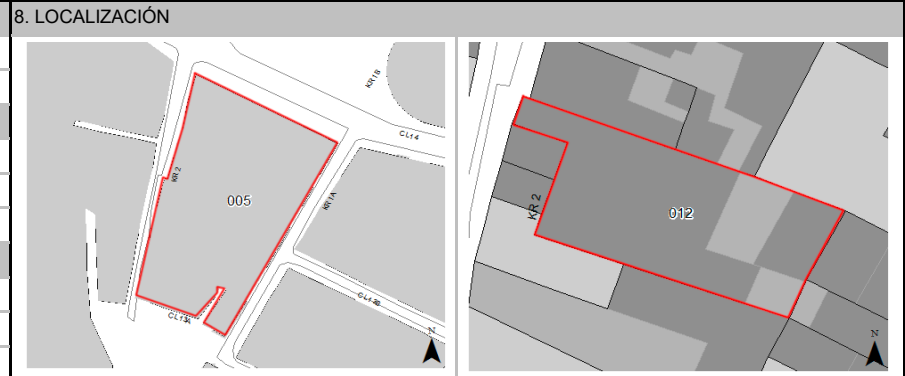 8. LOCALIZACIÓN
KR 1B
CL 14
KR 2
005
KR 1A
CL 13B
CL 13A
N
KR 2
012
N